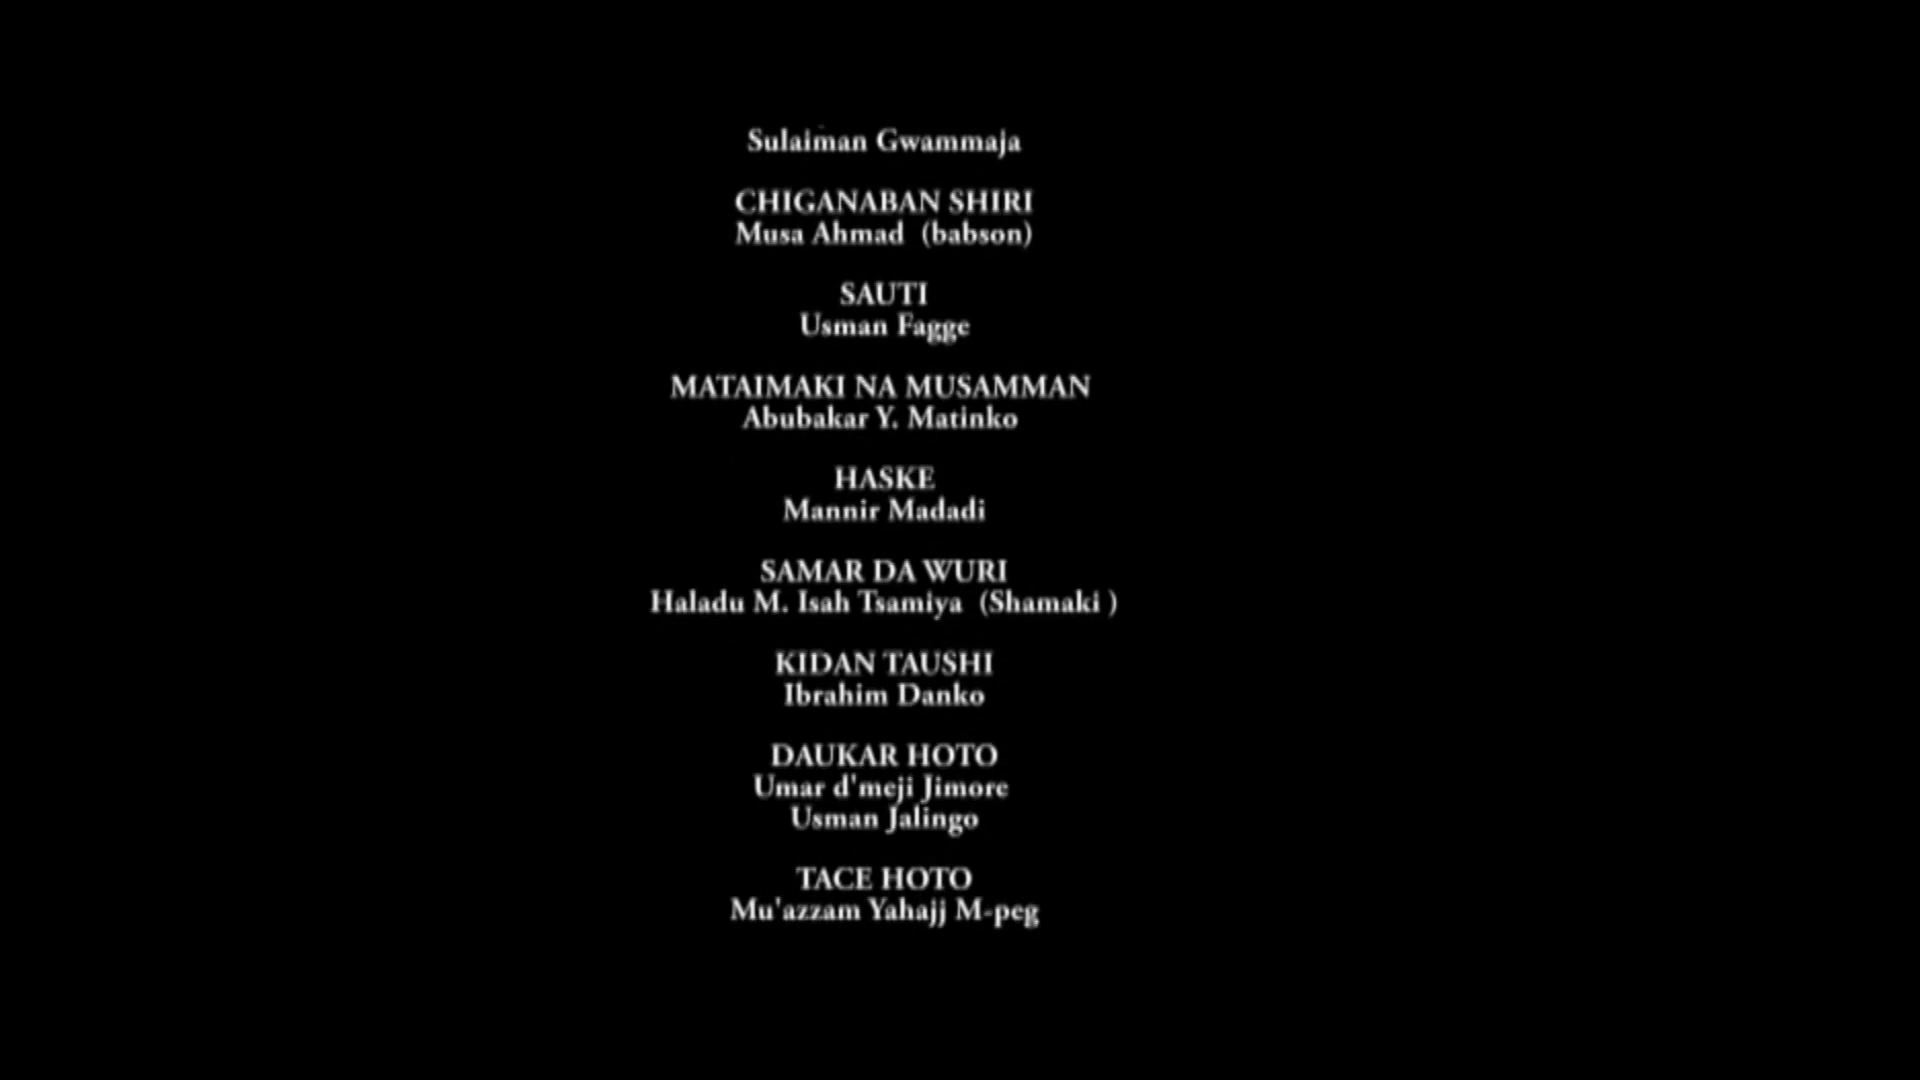 Sulaiman Gwammaja
CHIGANABAN SHIRI
Musa Ahmad (babson)
SAUTI
Usman Fagge
MATAIMAKI NA MUSAMMAN
Abubakar Y. Matinko
HASKE
Mannir Madadi
SAMAR DA WURI
Haladu M. Isah Tsamiya (Shamaki )
KIDAN TAUSHI
Ibrahim Danko
DAUKAR HOTO
Umar d'meji Jimore
Usman Jalingo
TACE HOTO
Mu'azzam Yahajj M-peg